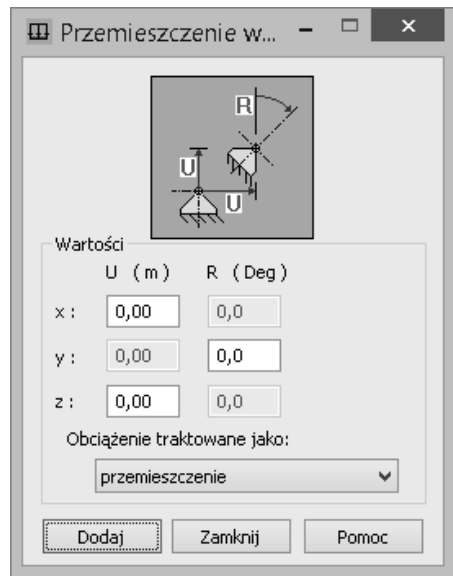 Przemieszczenie w...
R
U
U
Wartości
U (m) R (Deg)
x : 0,00 0,0
y : 0,00 0,0
z : 0,00 0,0
Obciążenie traktowane jako:
przemieszczenie
Dodaj Zamknij Pomoc